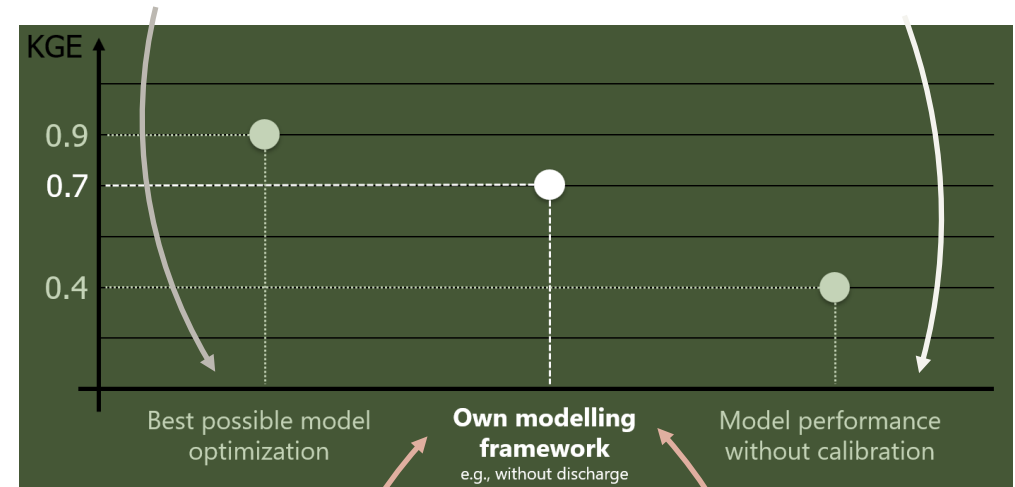 KGE
0.9
0.7
0.4
Best possible model
optimization
Own modelling
framework
e.g., without discharge
Model performance
without calibration